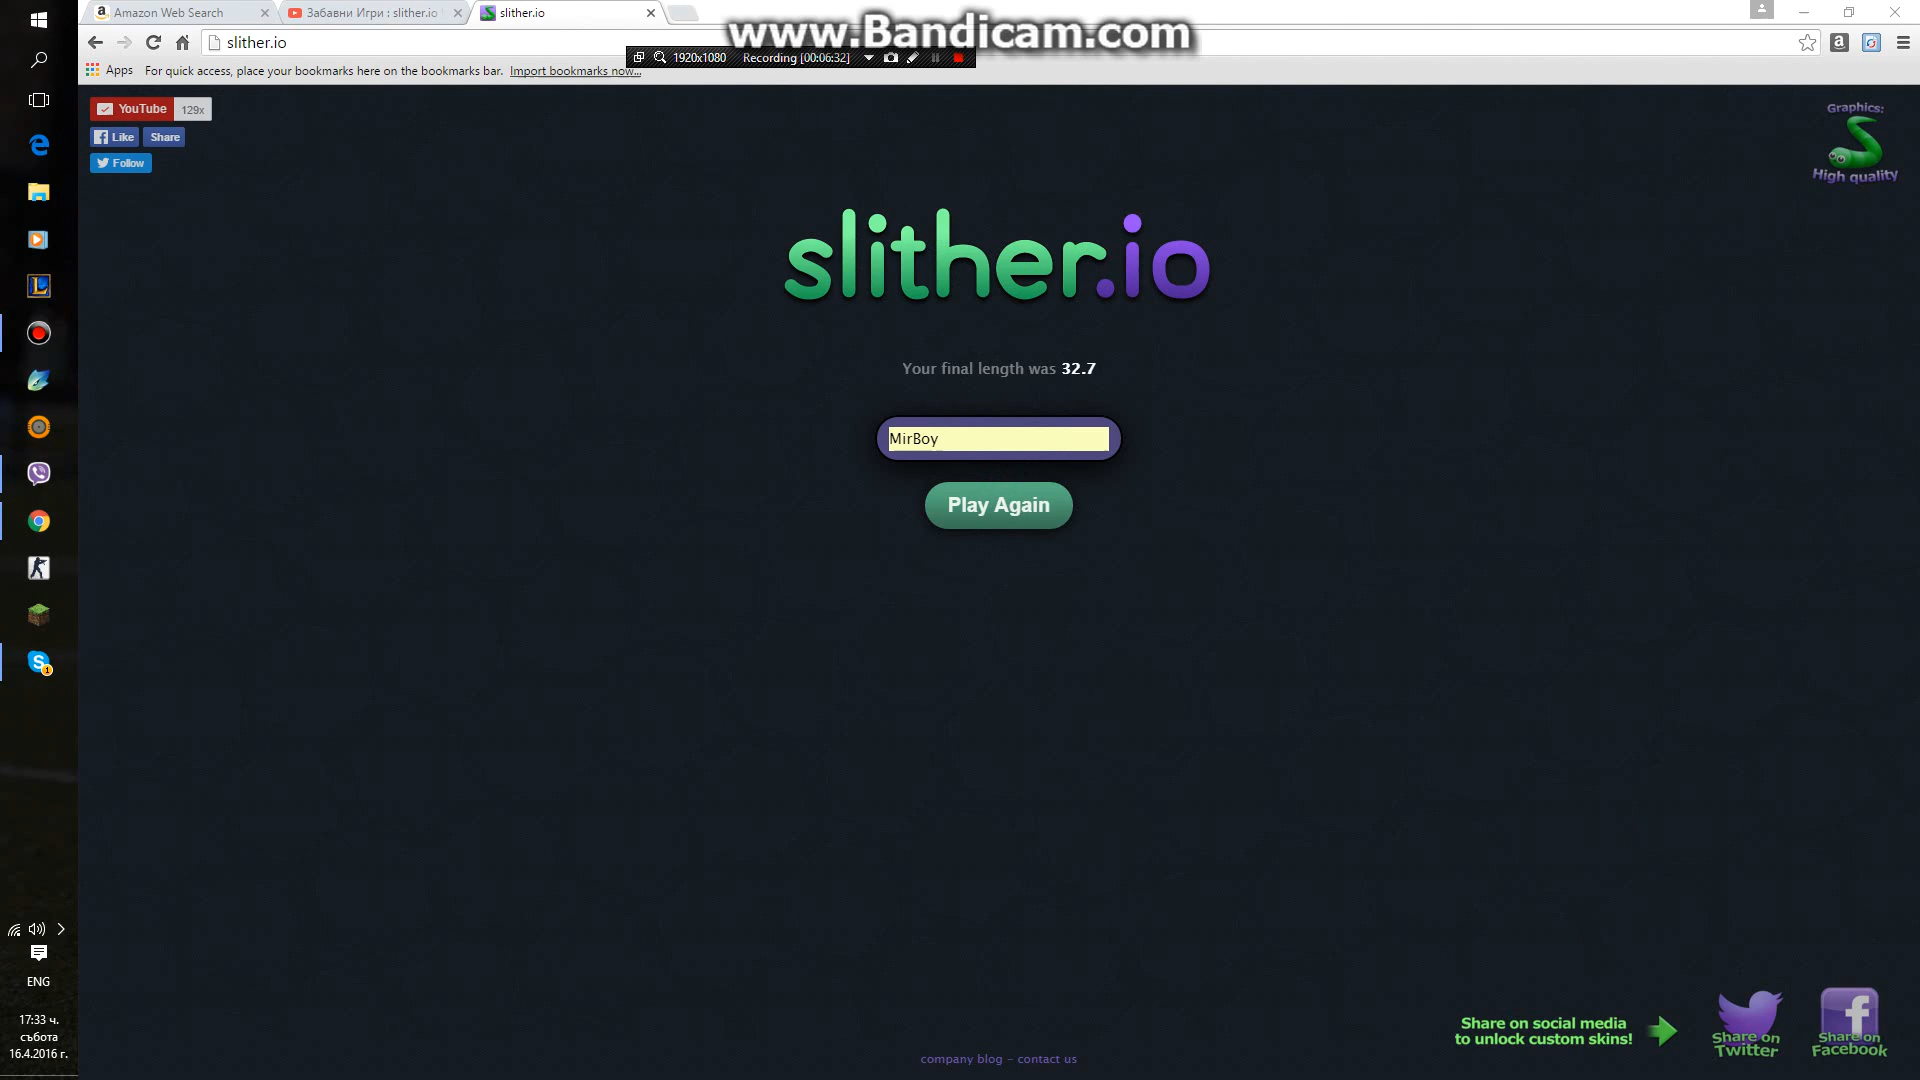 Amazon Web Search
Забавни Игри : slither.io
slither.io
www.Bandicam.com
slither.io
1920x1080
Recording [00:06:32]
Apps
For quick access, place your bookmarks here on the bookmarks bar.
Import bookmarks now...
YouTube
129x
Like
Share
Follow
Graphics:
High quality
slither.io
Your final length was 32.7
MirBoy
Play Again
ENG
17:33 ч.
събота
16.4.2016 г.
Share on social media
to unlock custom skins!
Share on
Twitter
Share on
Facebook
company blog - contact us